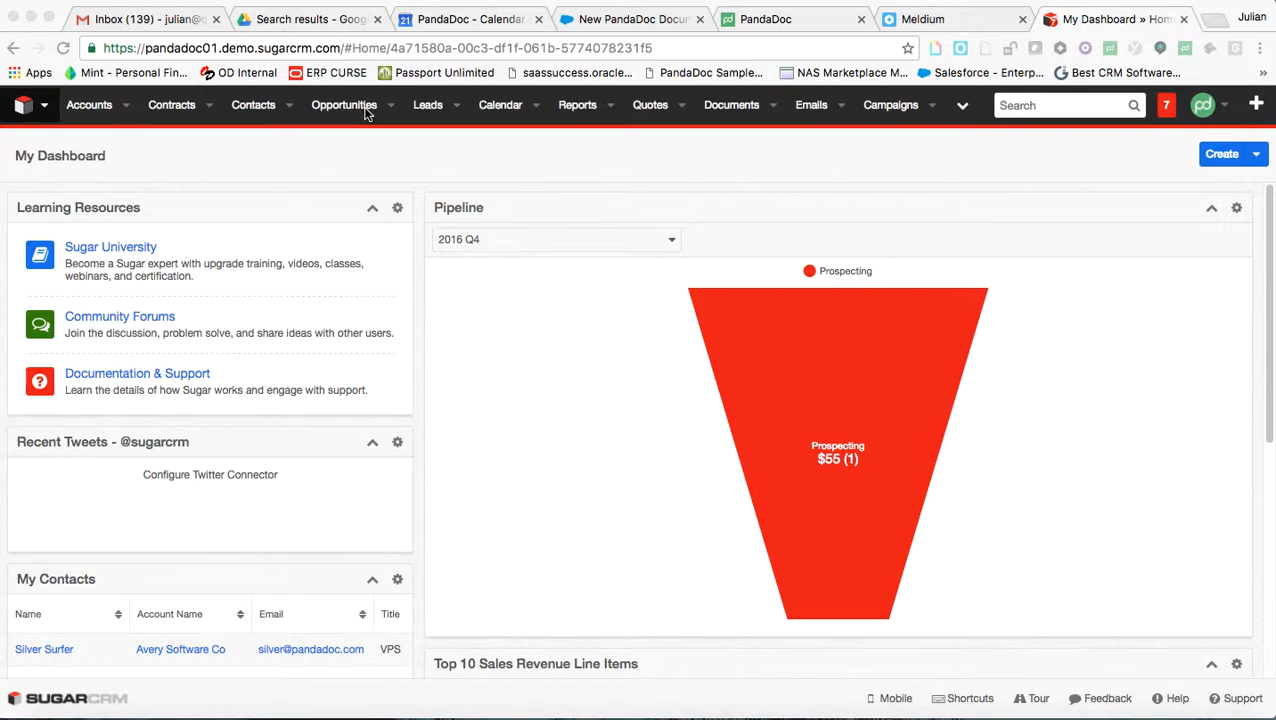 Inbox (139) - julian@q
Search results - Goog
PandaDoc - Calendar
New PandaDoc Docum
PandaDoc
Meldium
My Dashboard » Hom
Julian
https://pandadoc01.demo.sugarcrm.com/#Home/4a71580a-00c3-df1f-061b-5774078231f5
Apps
Mint - Personal Fin...
OD Internal
ERP CURSE
Passport Unlimited
saassuccess.oracle...
PandaDoc Sample...
NAS Marketplace M...
Salesforce - Enterp...
Best CRM Software...
»
Accounts
Contracts
Contacts
Opportunities
Leads
Calendar
Reports
Quotes
Documents
Emails
Campaigns
Search
7
pd
My Dashboard
Create
Learning Resources
Sugar University
Become a Sugar expert with upgrade training, videos, classes,
webinars, and certification.
Community Forums
Join the discussion, problem solve, and share ideas with other users.
Documentation & Support
Learn the details of how Sugar works and engage with support.
Recent Tweets - @sugarcrm
Configure Twitter Connector
My Contacts
Name
Account Name
Email
Title
Silver Surfer
Avery Software Co
silver@pandadoc.com
VPS
Pipeline
2016 Q4
Prospecting
Prospecting
$55 (1)
Top 10 Sales Revenue Line Items
SUGARCRM
Mobile
Shortcuts
Tour
Feedback
Help
Support